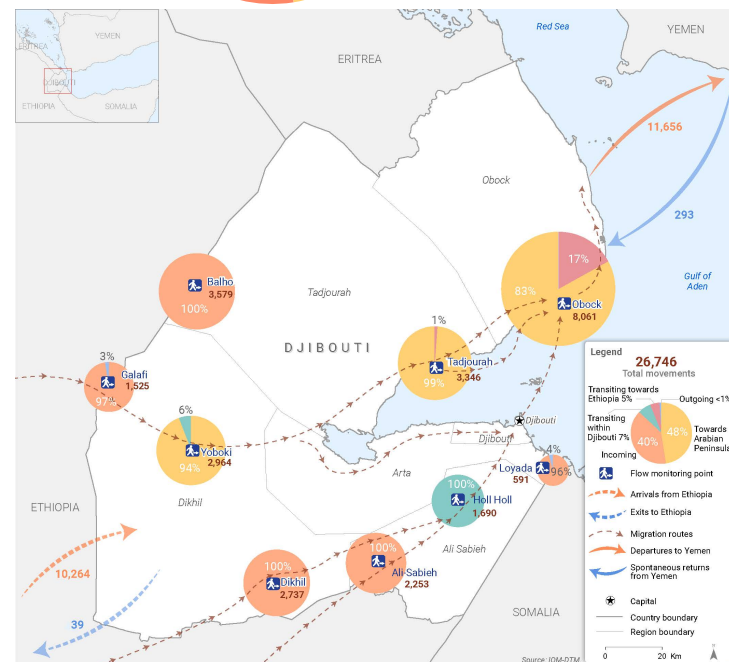 YEMEN
ERITREA
DJIBOUTI
ETHIOPIA
SOMALIA
Red Sea
YEMEN
ERITREA
11,656
293
Obock
17%
83%
Obock
8,061
Gulf of
Aden
Balho
3,579
100%
Tadjourah
DJIBOUTI
1%
Tadjourah
3,346
99%
3%
Galafi
1,525
97%
6%
Yoboki
2,964
94%
Dikhil
Djibouti
Djibouti
Arta
4%
Loyada
96%
591
100%
Holl Holl
1,690
Ali Sabieh
ETHIOPIA
10,264
39
100%
Dikhil
2,737
100%
Ali Sabieh
2,253
SOMALIA
Legend
26,746
Total movements
Transiting towards
Ethiopia 5%
Outgoing <1%
Transiting
within
Djibouti 7%
Towards
Arabian
Peninsula
48%
40%
Incoming
Flow monitoring point
Arrivals from Ethiopia
Exits to Ethiopia
Migration routes
Departures to Yemen
Spontaneous returns
from Yemen
Capital
Country boundary
Region boundary
0 20 Km
N
Source: IOM-DTM